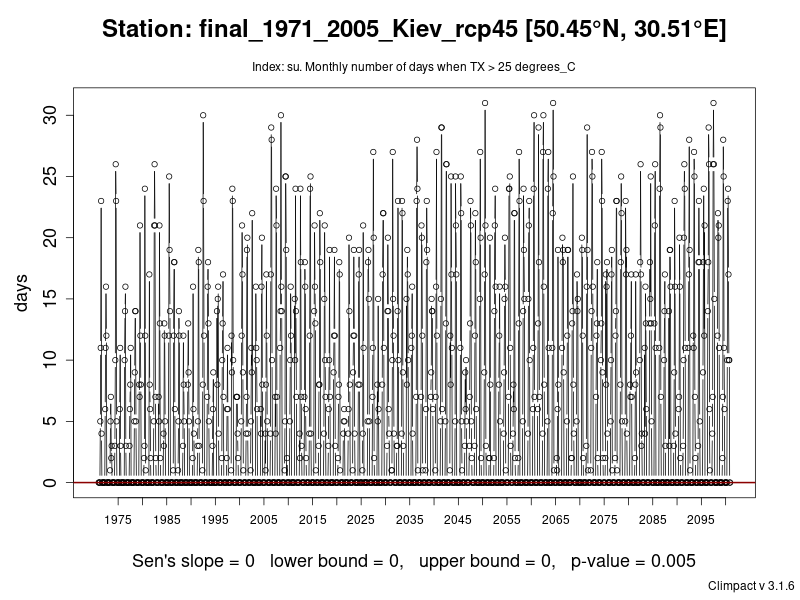 Station: final_1971_2005_Kiev_rcp45 [50.45°N, 30.51°E]
Index: su. Monthly number of days when TX > 25 degrees_C
30
25
20
15
10
5
0
days
1975 1985 1995 2005 2015 2025 2035 2045 2055 2065 2075 2085 2095
Sen's slope = 0 lower bound = 0, upper bound = 0, p-value = 0.005
Climpact v 3.1.6